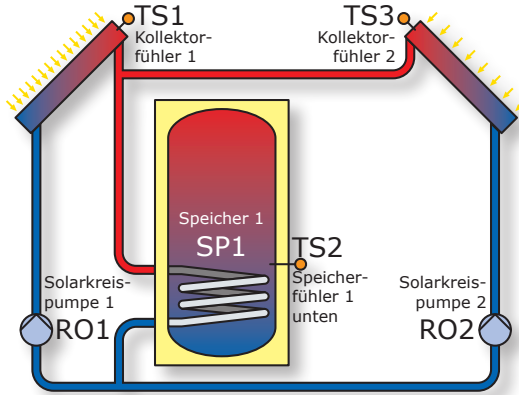 TS1
Kollektor-
fühler 1
TS3
Kollektor-
fühler 2
Speicher 1
SP1
TS2
Speicher-
fühler 1
unten
Solarkreis-
pumpe 1
RO1
Solarkreis-
pumpe 2
RO2